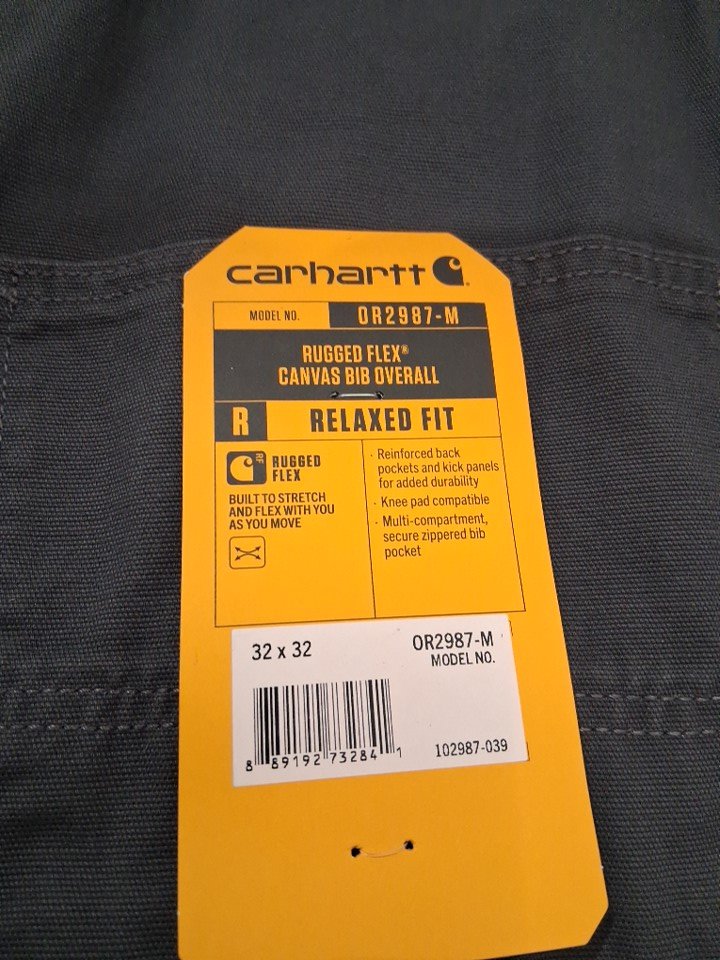 carhartt
MODEL NO. OR2987-M
RUGGED FLEX®
CANVAS BIB OVERALL
R RELAXED FIT
RF
RUGGED
FLEX
BUILT TO STRETCH
AND FLEX WITH YOU
AS YOU MOVE
· Reinforced back
pockets and kick panels
for added durability
· Knee pad compatible
· Multi-compartment,
secure zippered bib
pocket
32 x 32
OR2987-M
MODEL NO.
8 89192 73284 1
102987-039